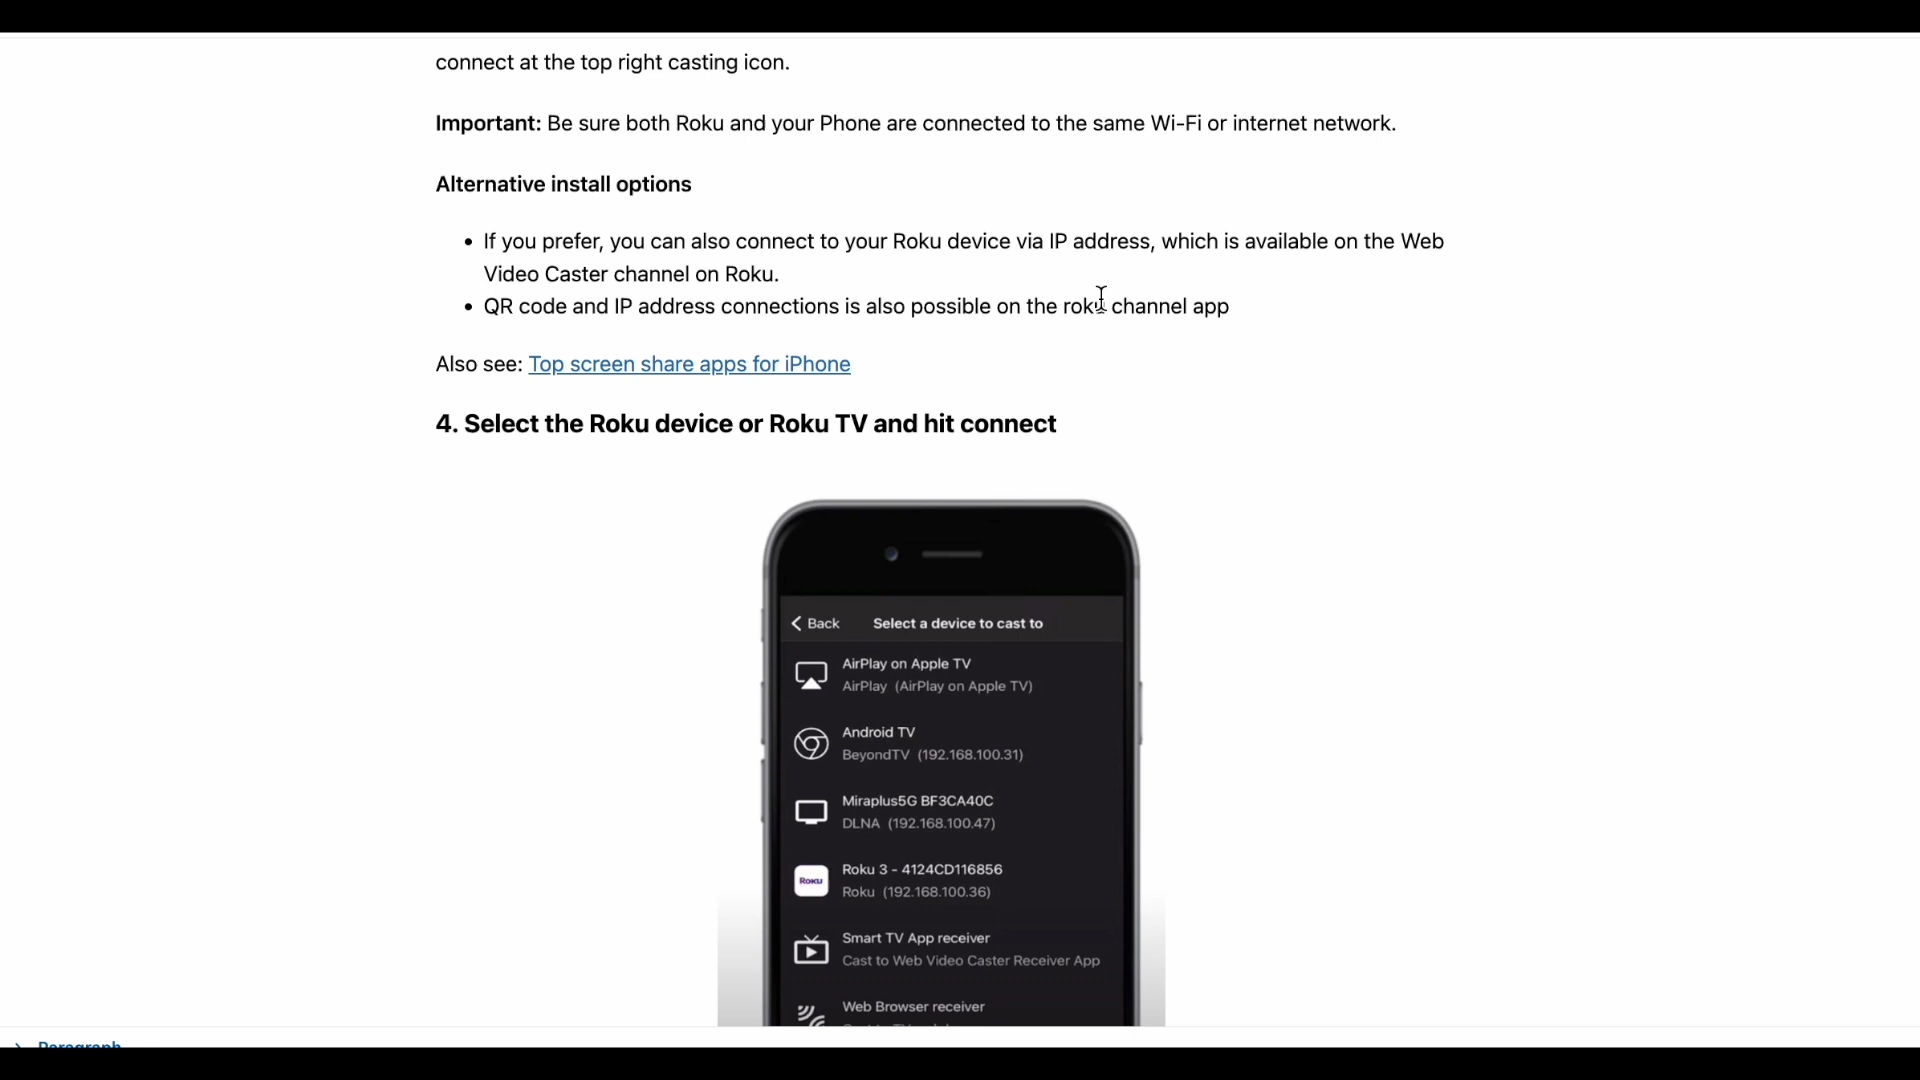 connect at the top right casting icon.
Important: Be sure both Roku and your Phone are connected to the same Wi-Fi or internet network.
Alternative install options
• If you prefer, you can also connect to your Roku device via IP address, which is available on the Web
Video Caster channel on Roku.
• QR code and IP address connections is also possible on the roku channel app
Also see: Top screen share apps for iPhone
4. Select the Roku device or Roku TV and hit connect
Back Select a device to cast to
AirPlay on Apple TV
AirPlay (AirPlay on Apple TV)
Android TV
BeyondTV (192.168.100.31)
Miraplus5G BF3CA40C
DLNA (192.168.100.47)
Roku 3 - 4124CD116856
Roku
Roku (192.168.100.36)
Smart TV App receiver
Cast to Web Video Caster Receiver App
Web Browser receiver
Paragraph